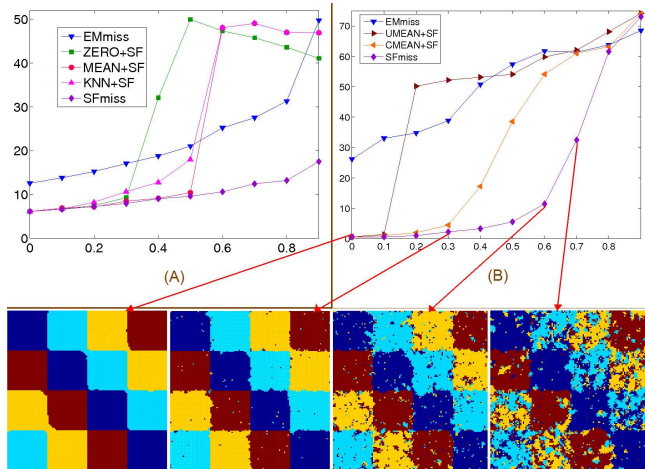 50
40
30
20
10
0
EMmiss
ZERO+SF
MEAN+SF
KNN+SF
SFmiss
0 0.2 0.4 0.6 0.8
(A)
70
60
50
40
30
20
10
0
EMmiss
UMEAN+SF
CMEAN+SF
SFmiss
0 0.1 0.2 0.3 0.4 0.5 0.6 0.7 0.8
(B)